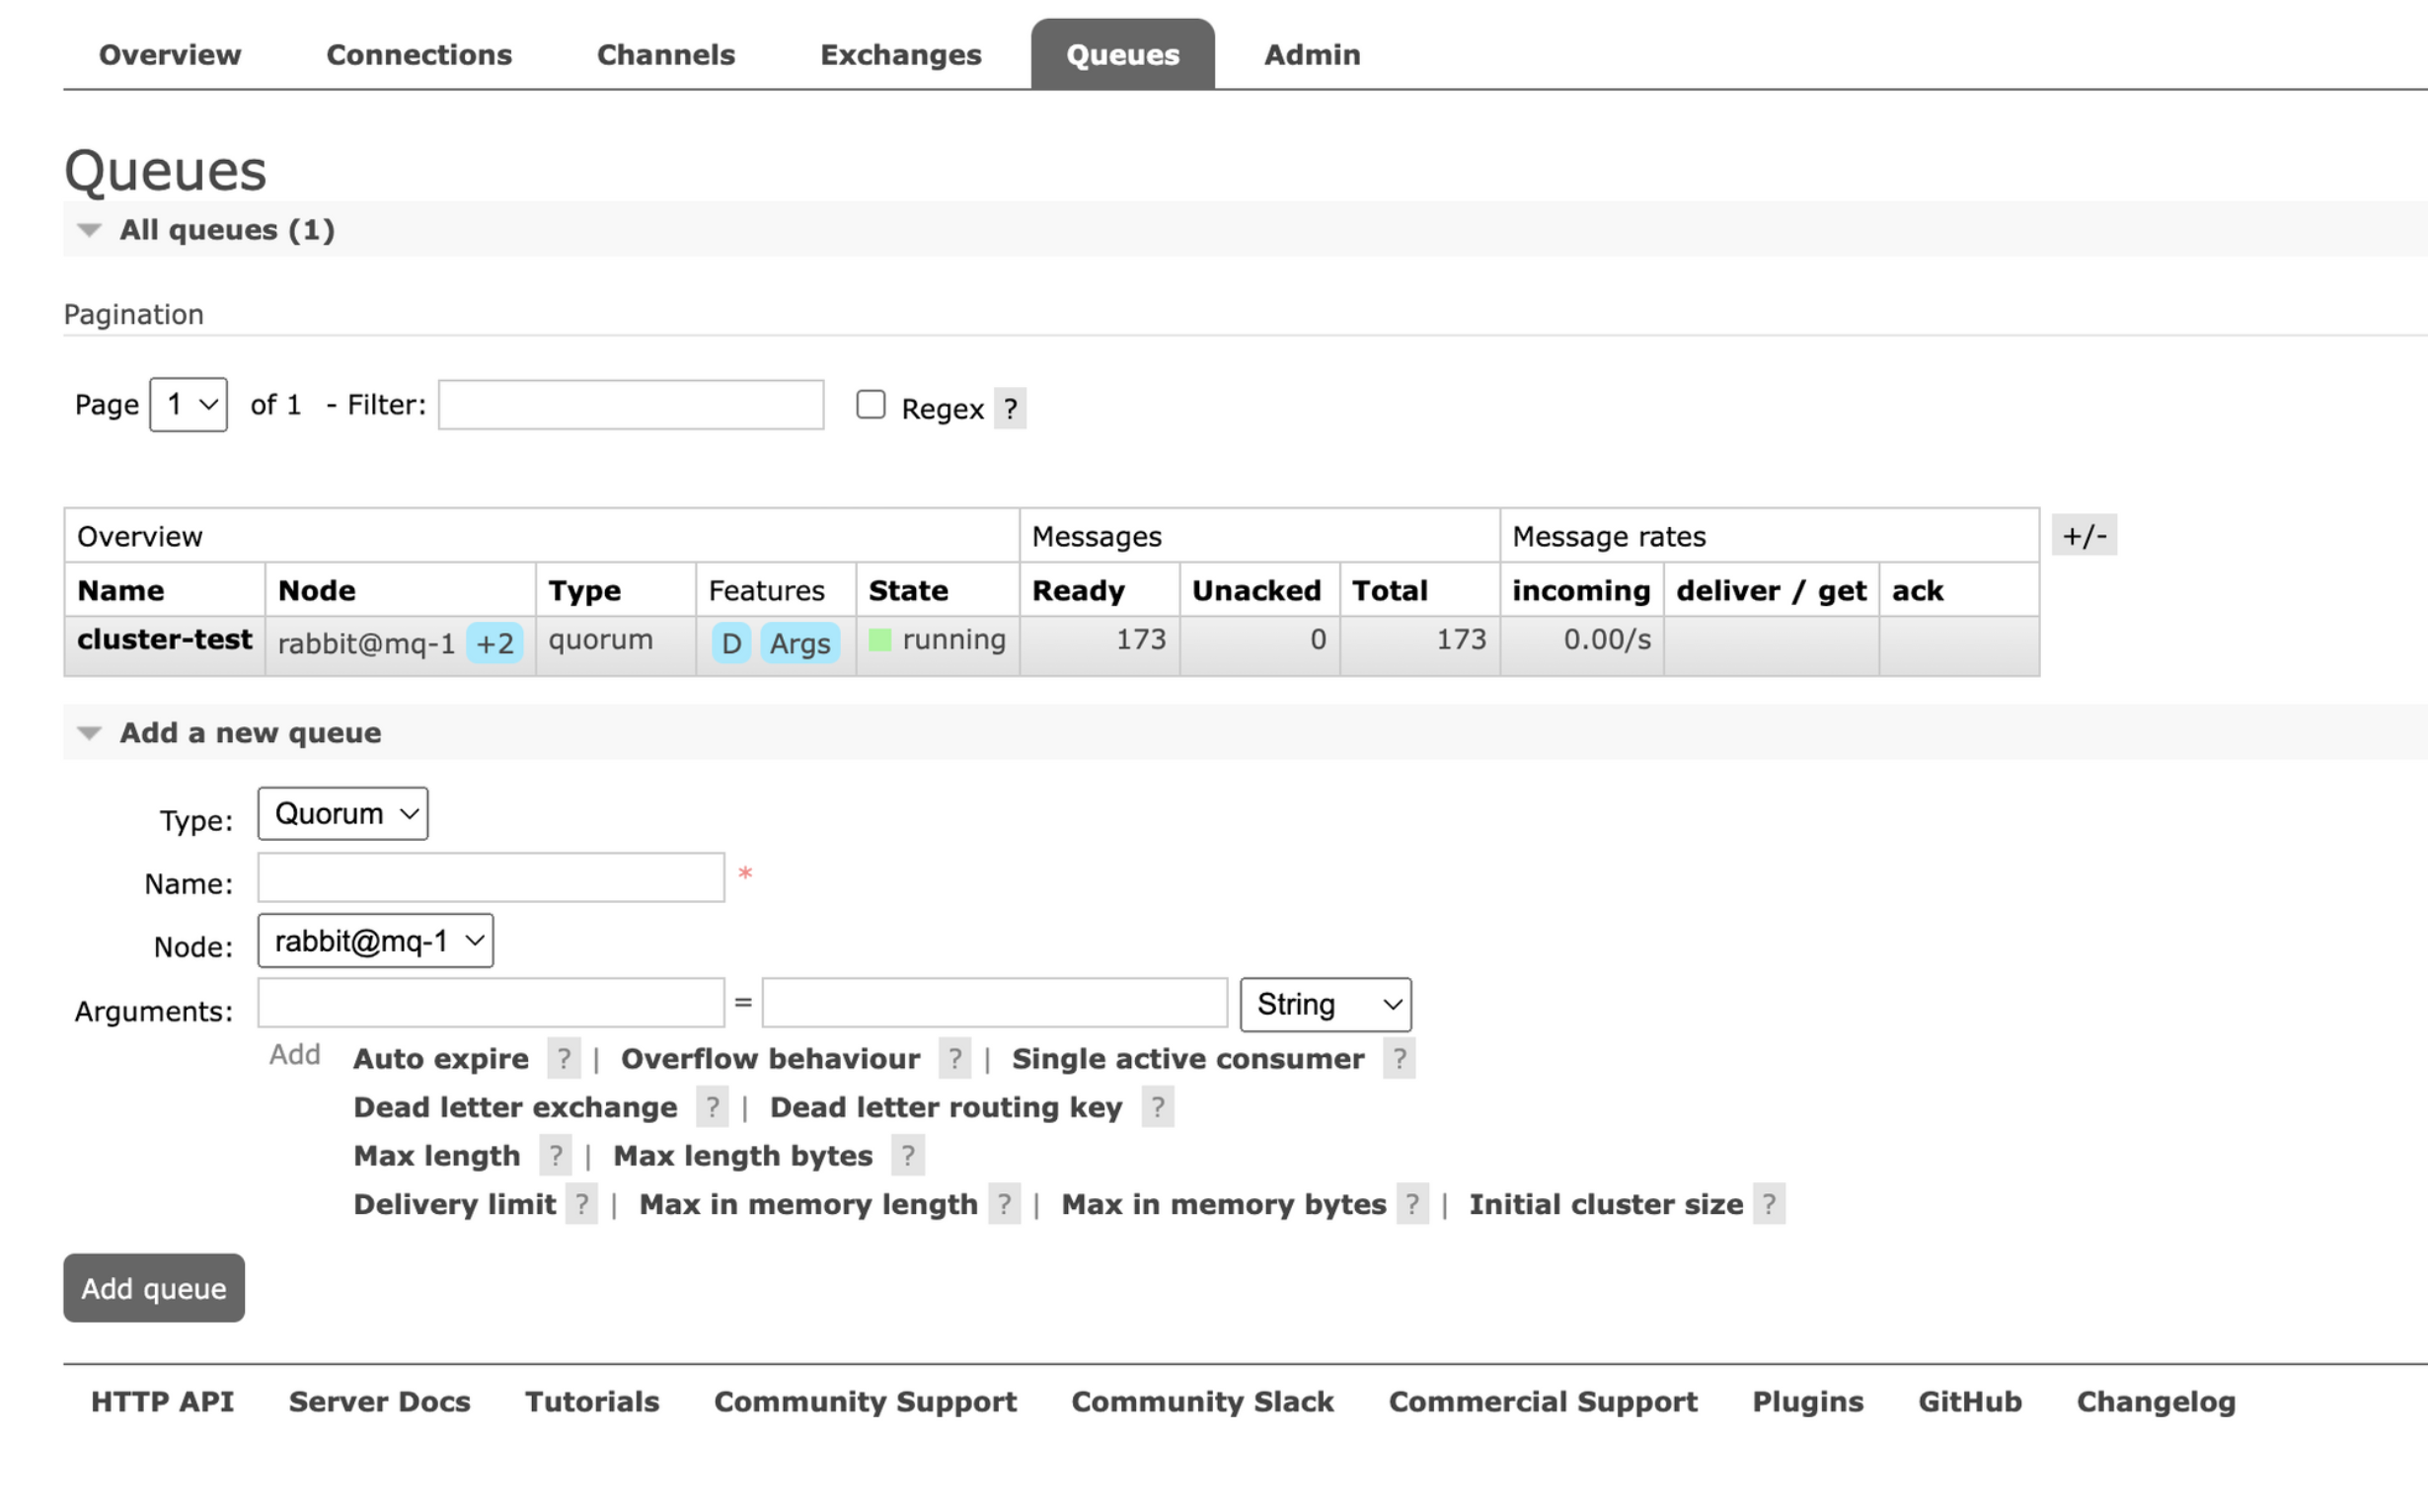 Overview Connections Channels Exchanges Queues Admin
Queues
All queues (1)
Pagination
Page 1 of 1 - Filter: Regex ?
Overview Messages Message rates +/-
Name Node Type Features State Ready Unacked Total incoming deliver / get ack
cluster-test rabbit@mq-1 +2 quorum D Args running 173 0 173 0.00/s
Add a new queue
Type: Quorum
Name: *
Node: rabbit@mq-1
Arguments: = String
Add Auto expire ? | Overflow behaviour ? | Single active consumer ?
Dead letter exchange ? | Dead letter routing key ?
Max length ? | Max length bytes ?
Delivery limit ? | Max in memory length ? | Max in memory bytes ? | Initial cluster size ?
Add queue
HTTP API Server Docs Tutorials Community Support Community Slack Commercial Support Plugins GitHub Changelog